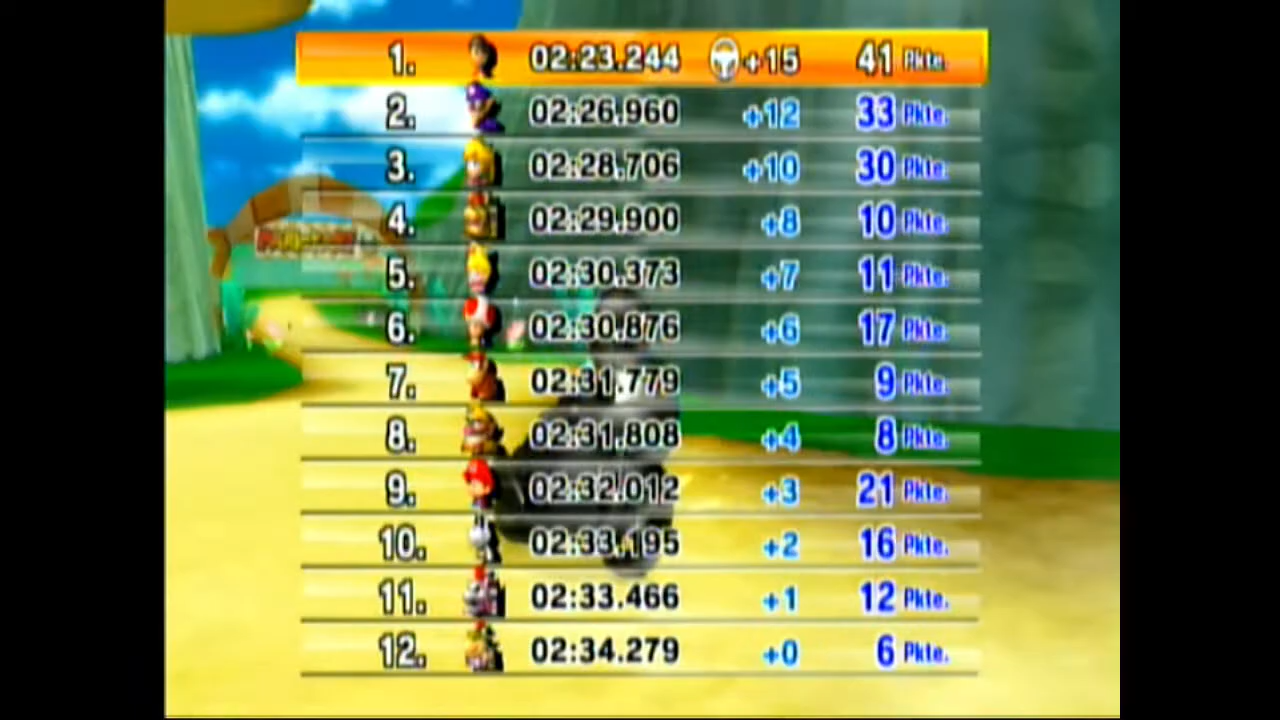 1. 02:23.244 +15 41 Pkte.
2. 02:26.960 +12 33 Pkte.
3. 02:28.706 +10 30 Pkte.
4. 02:29.900 +8 10 Pkte.
5. 02:30.373 +7 11 Pkte.
6. 02:30.876 +6 17 Pkte.
7. 02:31.779 +5 9 Pkte.
8. 02:31.808 +4 8 Pkte.
9. 02:32.012 +3 21 Pkte.
10. 02:33.195 +2 16 Pkte.
11. 02:33.466 +1 12 Pkte.
12. 02:34.279 +0 6 Pkte.